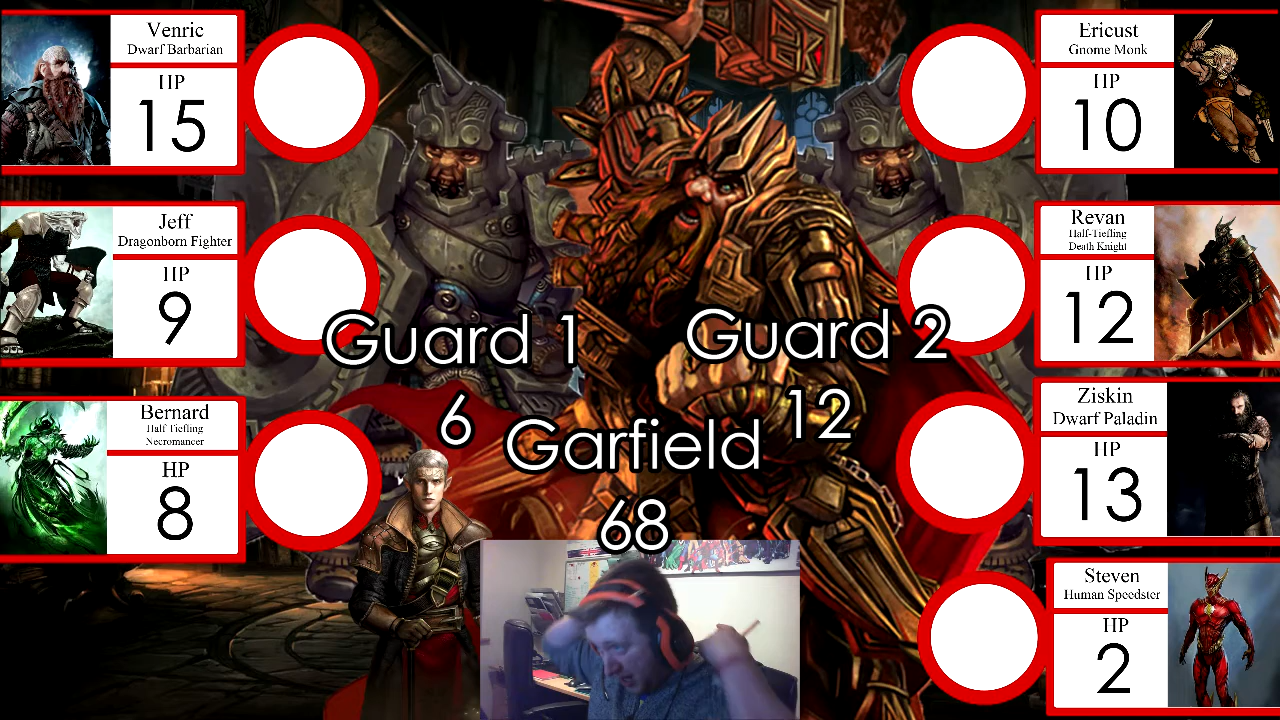 Venric
Dwarf Barbarian
HP
15
Jeff
Dragonborn Fighter
HP
9
Bernard
Half Tiefling
Necromancer
HP
8
Guard 1
6
Guard 2
12
Garfield
68
Ericust
Gnome Monk
HP
10
Revan
Half-Tiefling
Death Knight
HP
12
Ziskin
Dwarf Paladin
HP
13
Steven
Human Speedster
HP
2